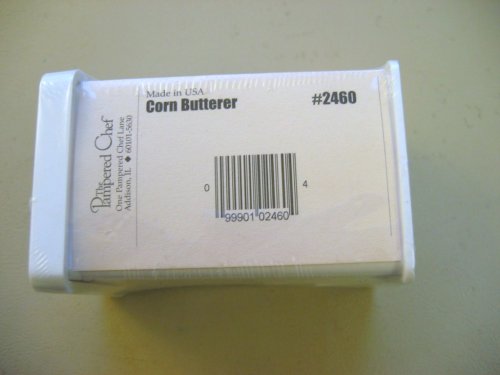 Made in USA
Corn Butterer #2460
The
Pampered Chef
One Pampered Chef Lane
Addison, IL ◆ 60101-5630
0 99901 02460 4